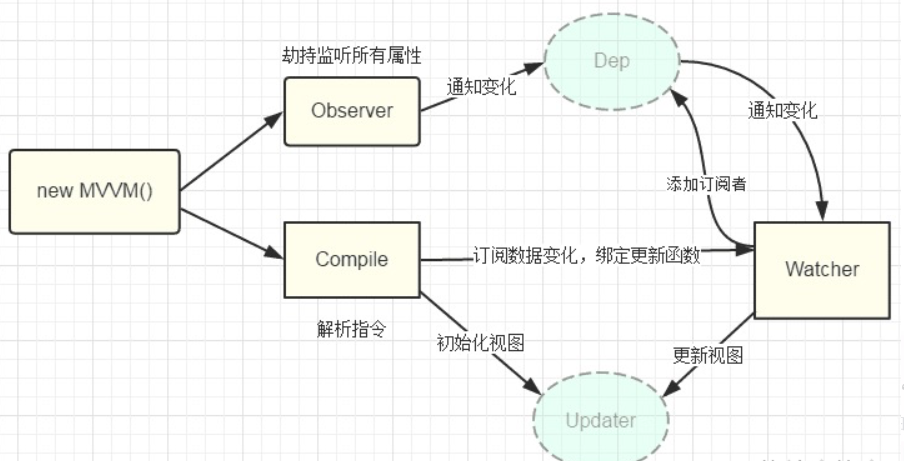 劫持监听所有属性
Dep
Observer
通知变化
通知变化
new MVVM()
添加订阅者
Compile
订阅数据变化，绑定更新函数
Watcher
解析指令
初始化视图
更新视图
Updater